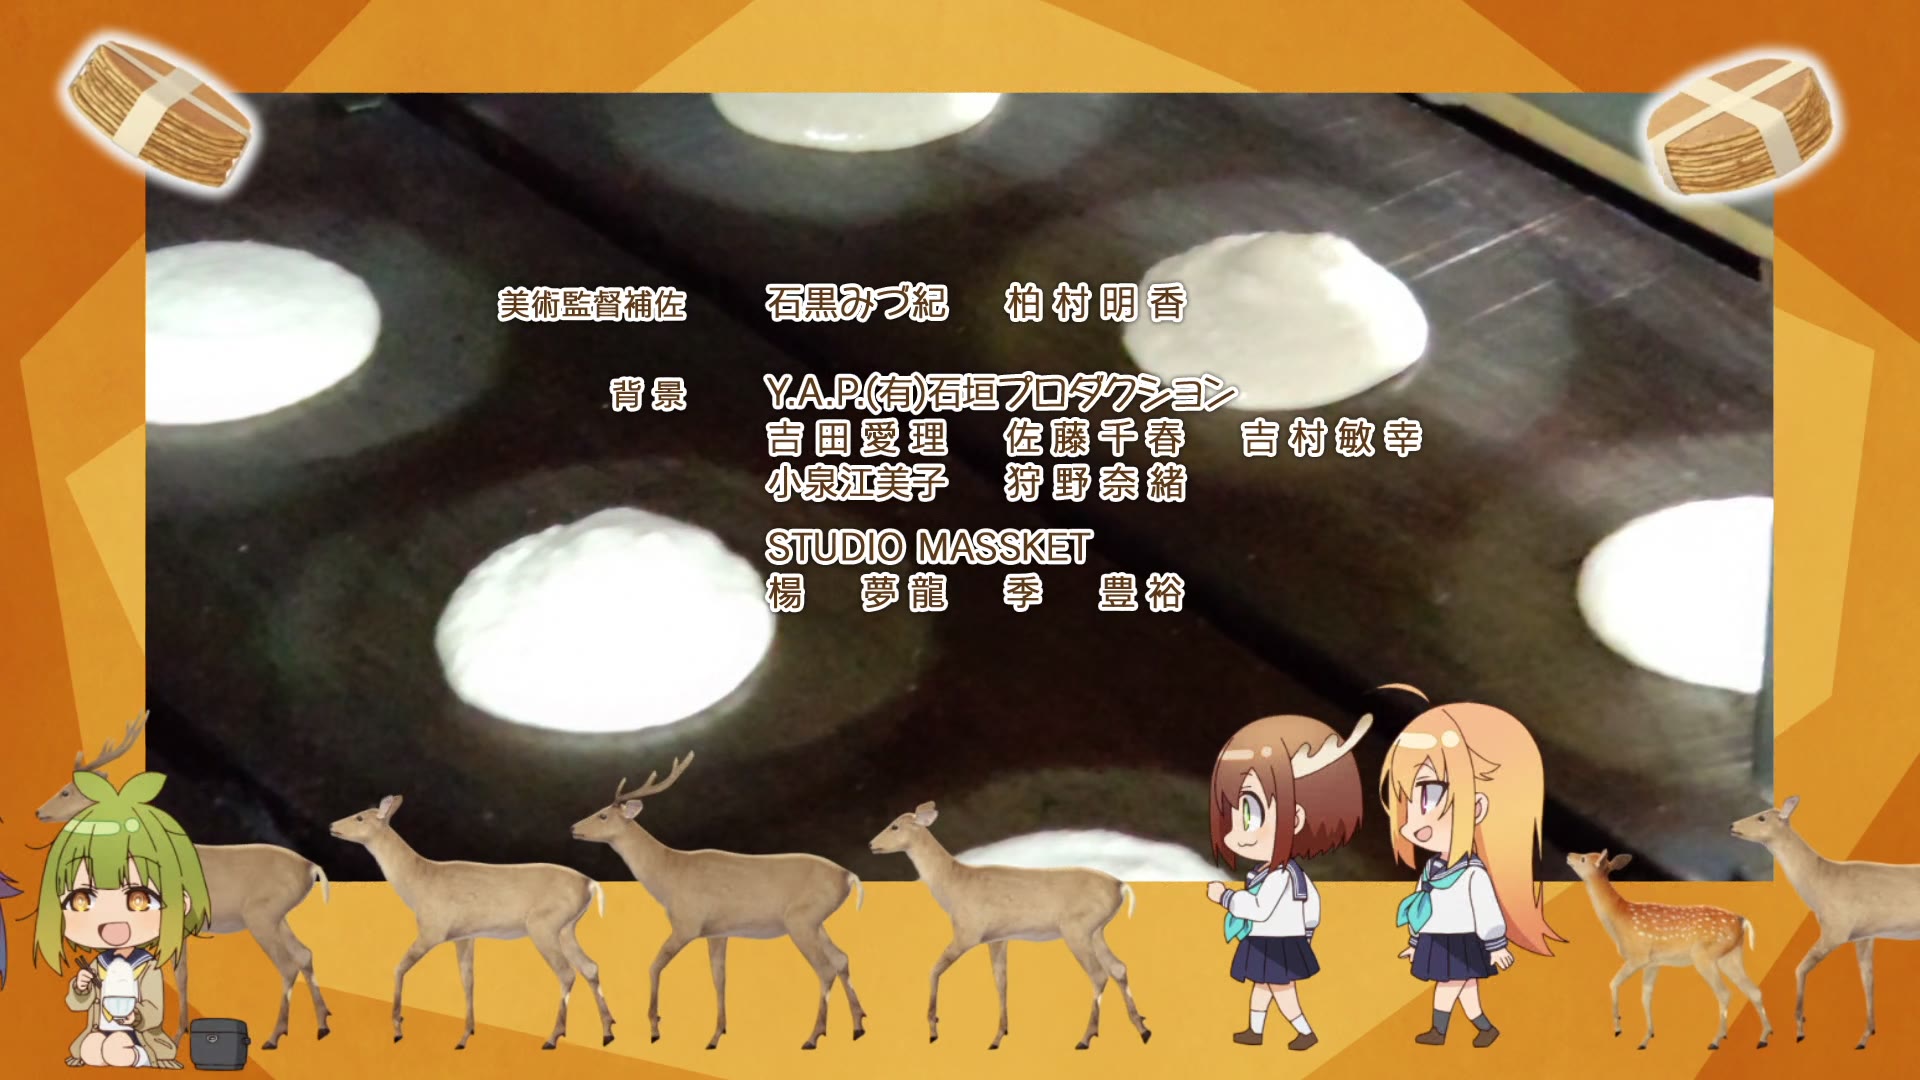 美術監督補佐 石黒みづ紀 柏村明香
背景 Y.A.P.(有)石垣プロダクション
吉田愛理 佐藤千春 吉村敏幸
小泉江美子 狩野奈緒
STUDIO MASSKET
楊 夢龍 季 豊裕